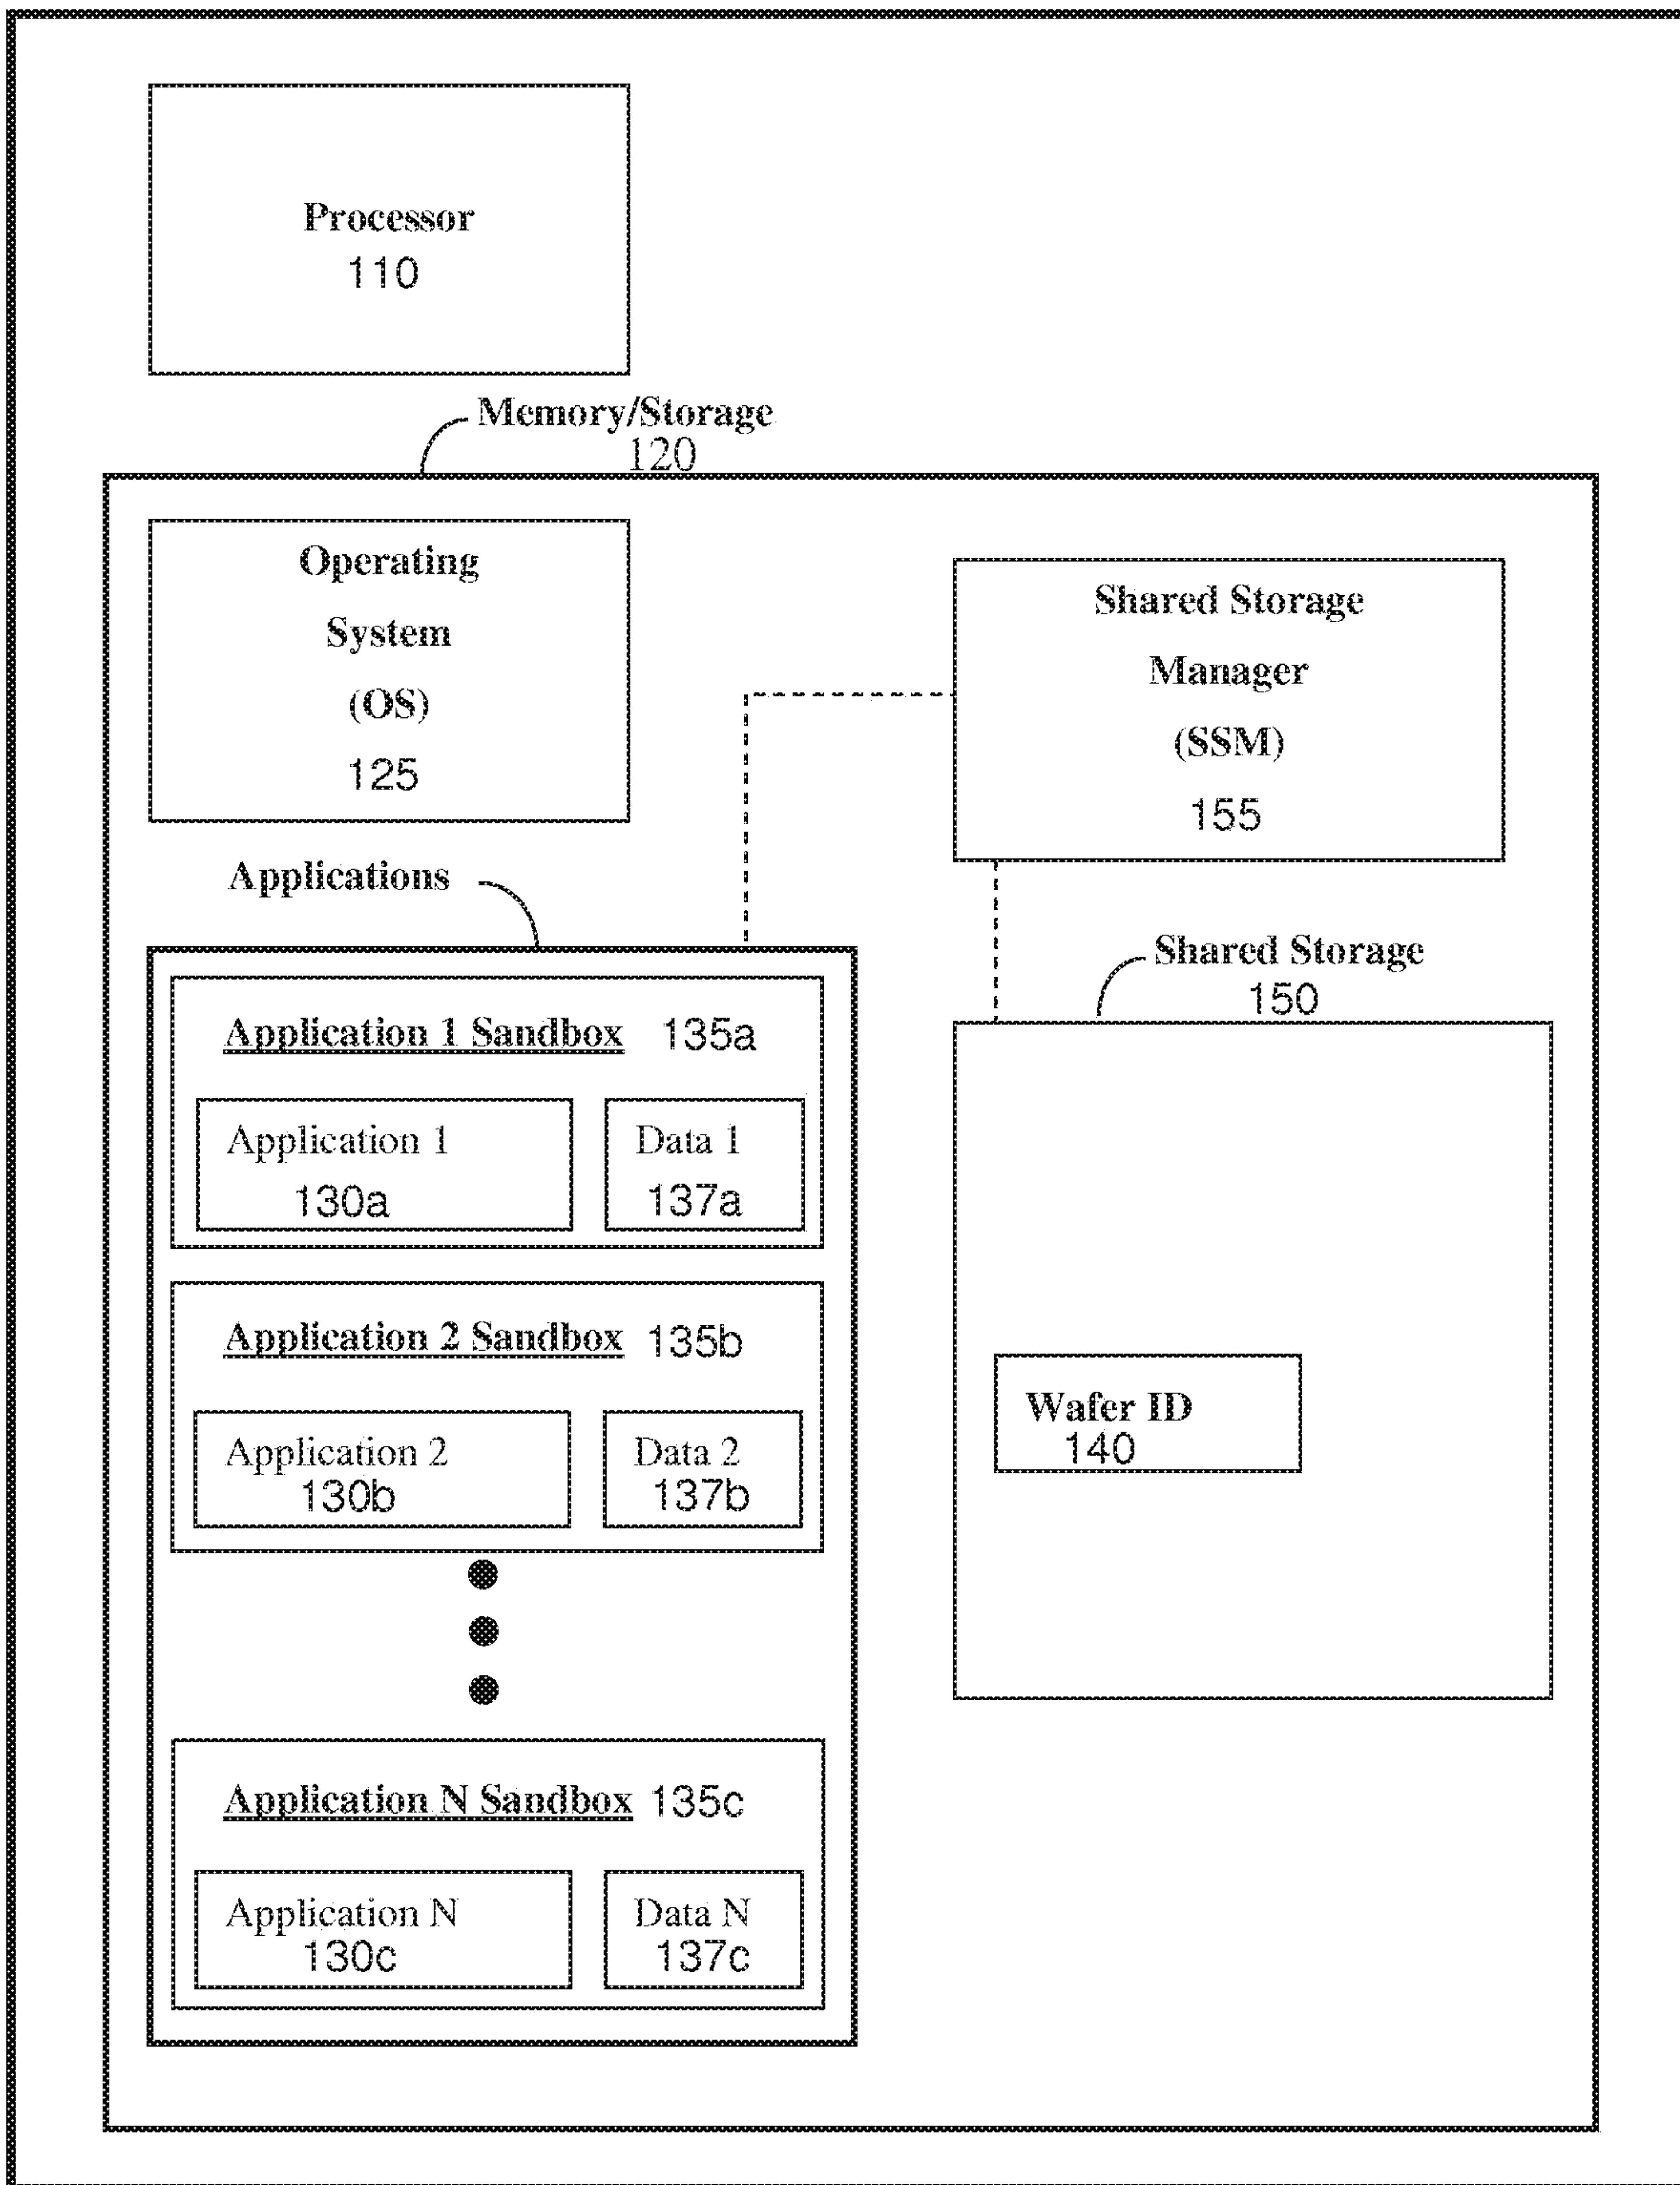 Processor
110
Memory/Storage
120
Operating
System
(OS)
125
Shared Storage
Manager
(SSM)
155
Applications
Shared Storage
150
Application 1 Sandbox 135a
Application 1
130a
Data 1
137a
Application 2 Sandbox 135b
Application 2
130b
Data 2
137b
Wafer ID
140
Application N Sandbox 135c
Application N
130c
Data N
137c